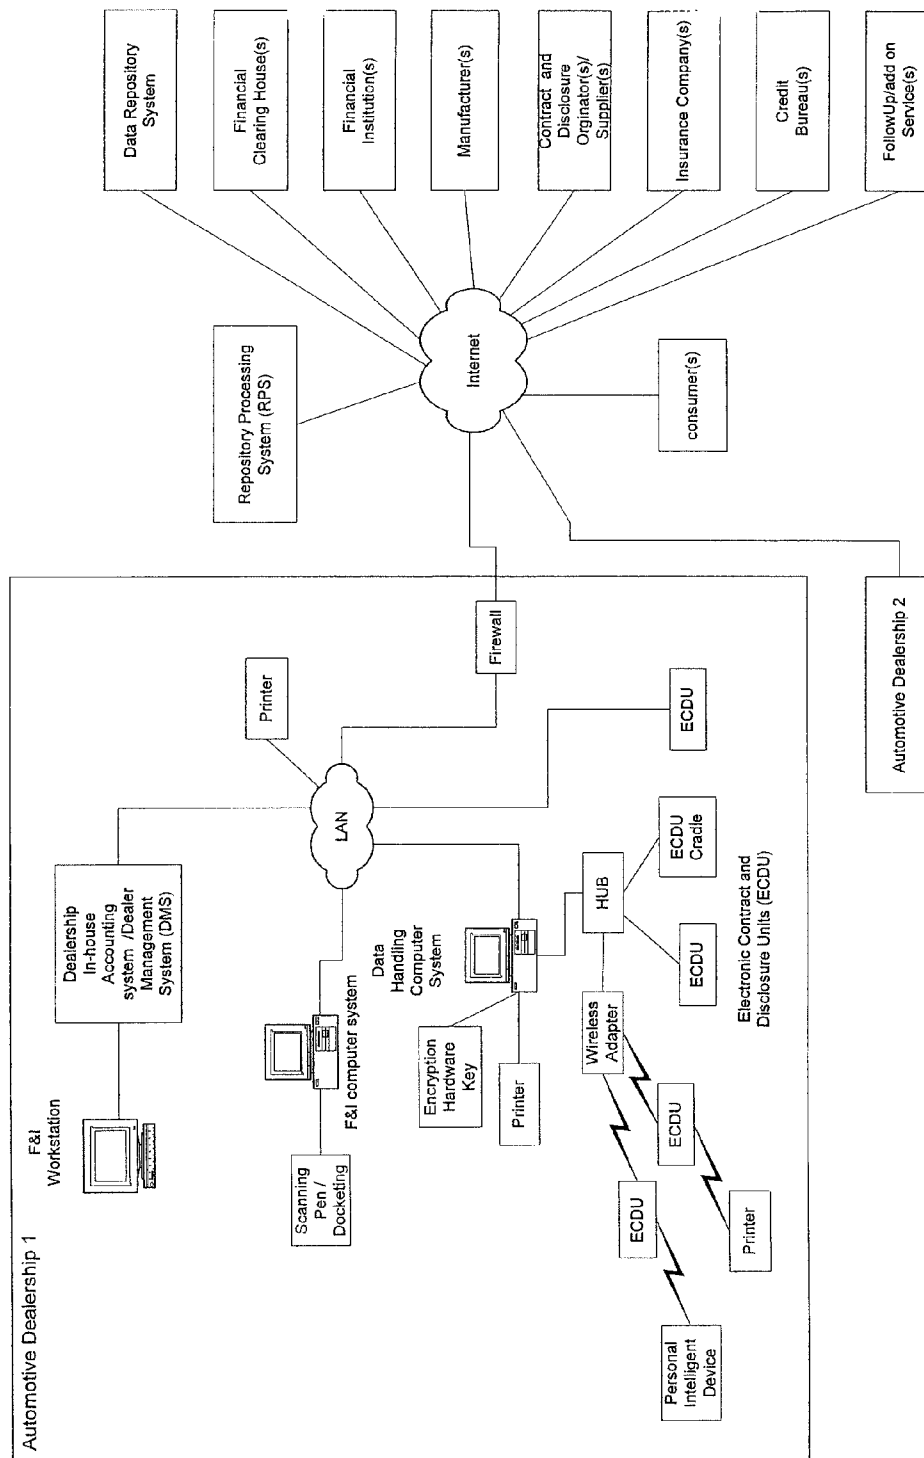 Automotive Dealership 1
F&I
Workstation
Dealership
In-house
Accounting
system /Dealer
Management
System (DMS)
Printer
Scanning
Pen /
Docketing
F&I computer system
LAN
Data
Handling
Computer
System
Encryption
Hardware
Key
Printer
Firewall
HUB
Wireless
Adapter
ECDU
ECDU
ECDU
ECDU
Cradle
ECDU
Personal
Intelligent
Device
Printer
Electronic Contract and
Disclosure Units (ECDU)
Automotive Dealership 2
Repository Processing
System (RPS)
Internet
consumer(s)
Data Repository
System
Financial
Clearing House(s)
Financial
Institution(s)
Manufacturer(s)
Contract and
Disclosure
Orginator(s)/
Supplier(s)
Insurance Company(s)
Credit
Bureau(s)
FollowUp/add on
Service(s)